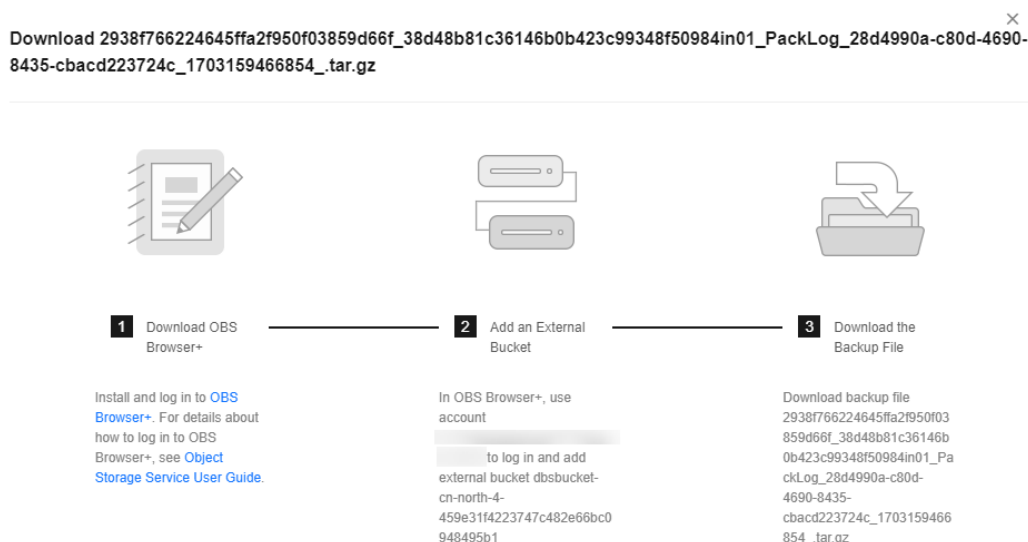 Download 2938f766224645ffa2f950f03859d66f_38d48b81c36146b0b423c99348f50984in01_PackLog_28d4990a-c80d-4690-
8435-cbacd223724c_1703159466854_.tar.gz
1 Download OBS
Browser+
2 Add an External
Bucket
3 Download the
Backup File
Install and log in to OBS
Browser+. For details about
how to log in to OBS
Browser+, see Object
Storage Service User Guide.
In OBS Browser+, use
account
to log in and add
external bucket dbsbucket-
cn-north-4-
459e31f4223747c482e66bc0
948495b1
Download backup file
2938f766224645ffa2f950f03
859d66f_38d48b81c36146b
0b423c99348f50984in01_Pa
ckLog_28d4990a-c80d-
4690-8435-
cbacd223724c_1703159466
854_.tar.gz